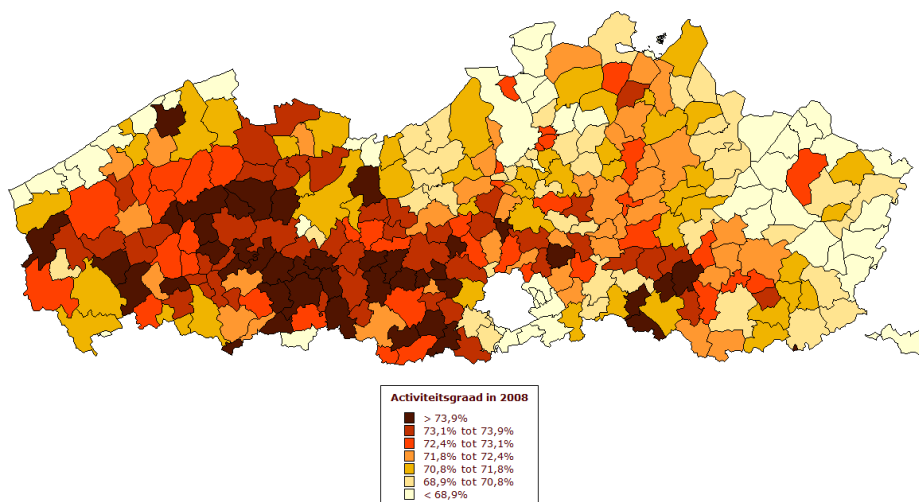 Activiteitsgraad in 2008
> 73,9%
73,1% tot 73,9%
72,4% tot 73,1%
71,8% tot 72,4%
70,8% tot 71,8%
68,9% tot 70,8%
< 68,9%